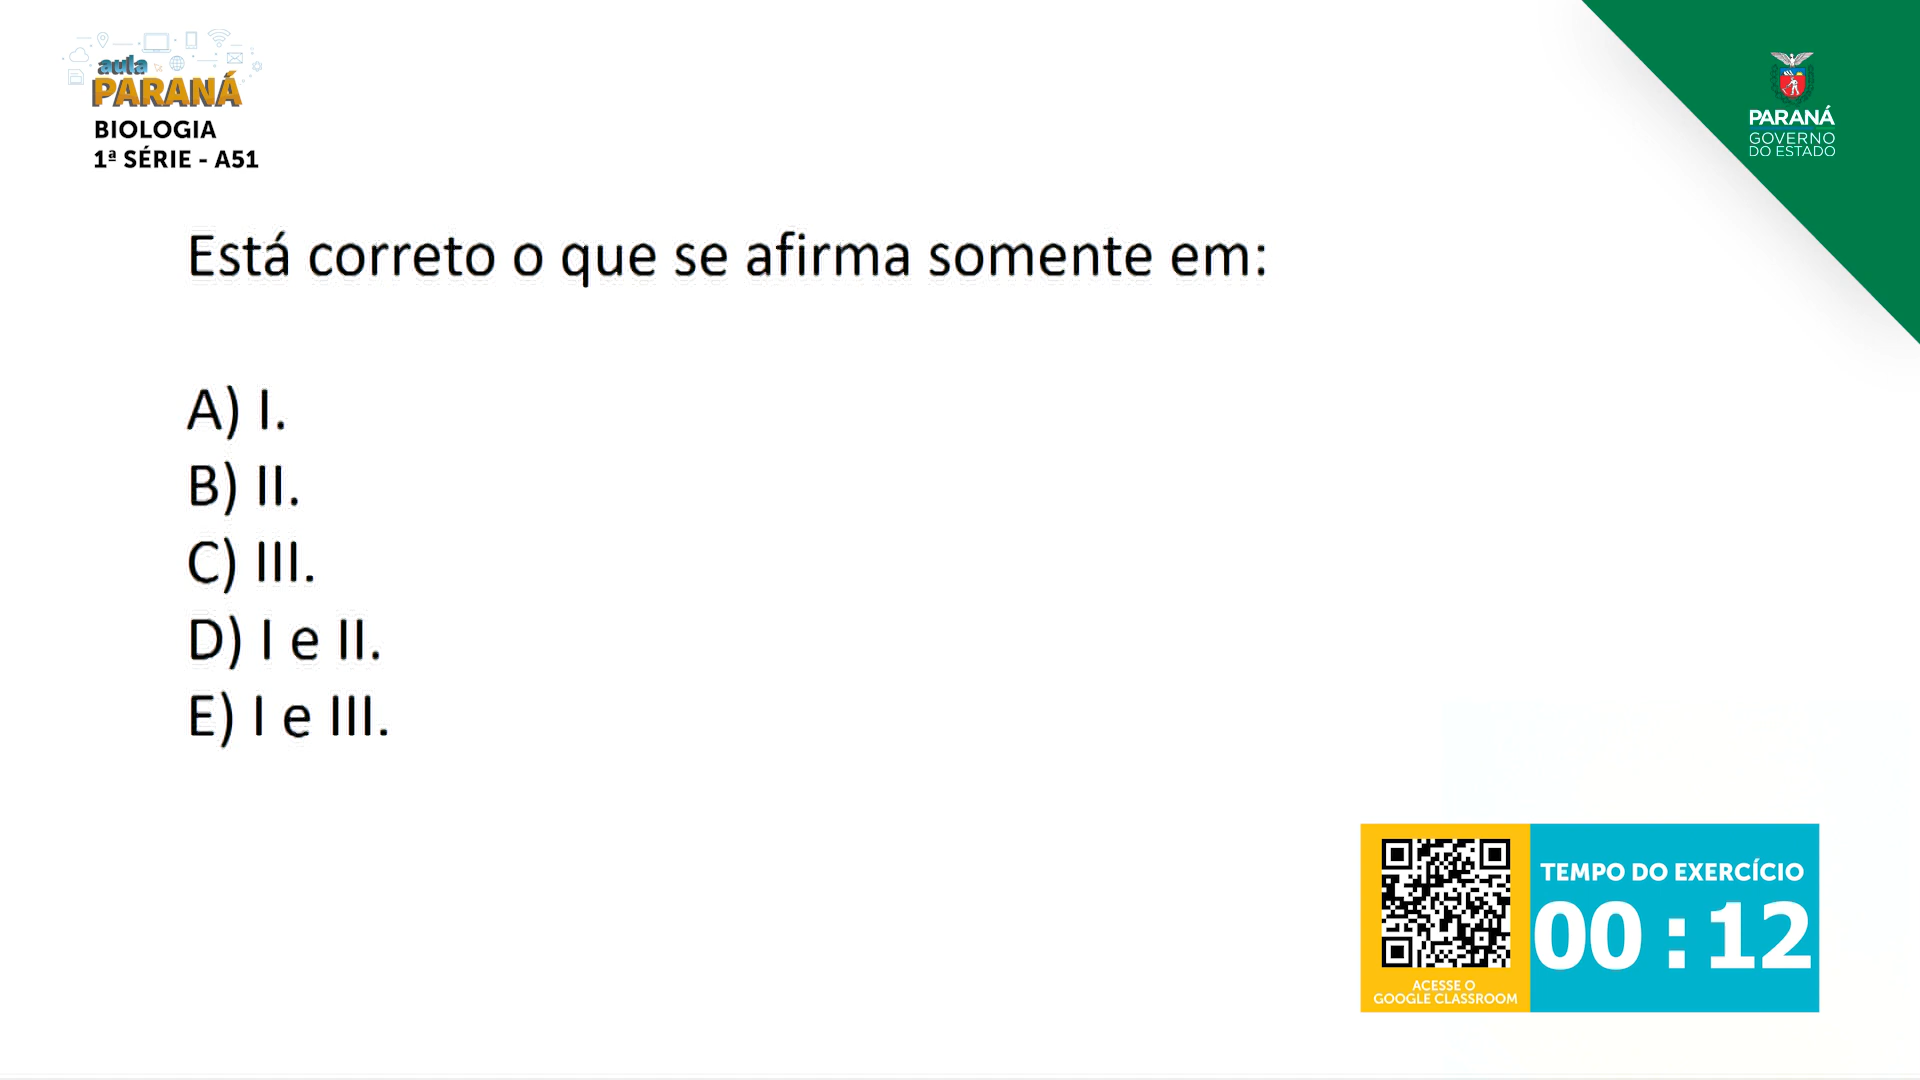 aula
PARANÁ
BIOLOGIA
1ª SÉRIE - A51
PARANÁ
GOVERNO
DO ESTADO
Está correto o que se afirma somente em:
A) I.
B) II.
C) III.
D) I e II.
E) I e III.
TEMPO DO EXERCÍCIO
00 : 12
ACESSE O
GOOGLE CLASSROOM